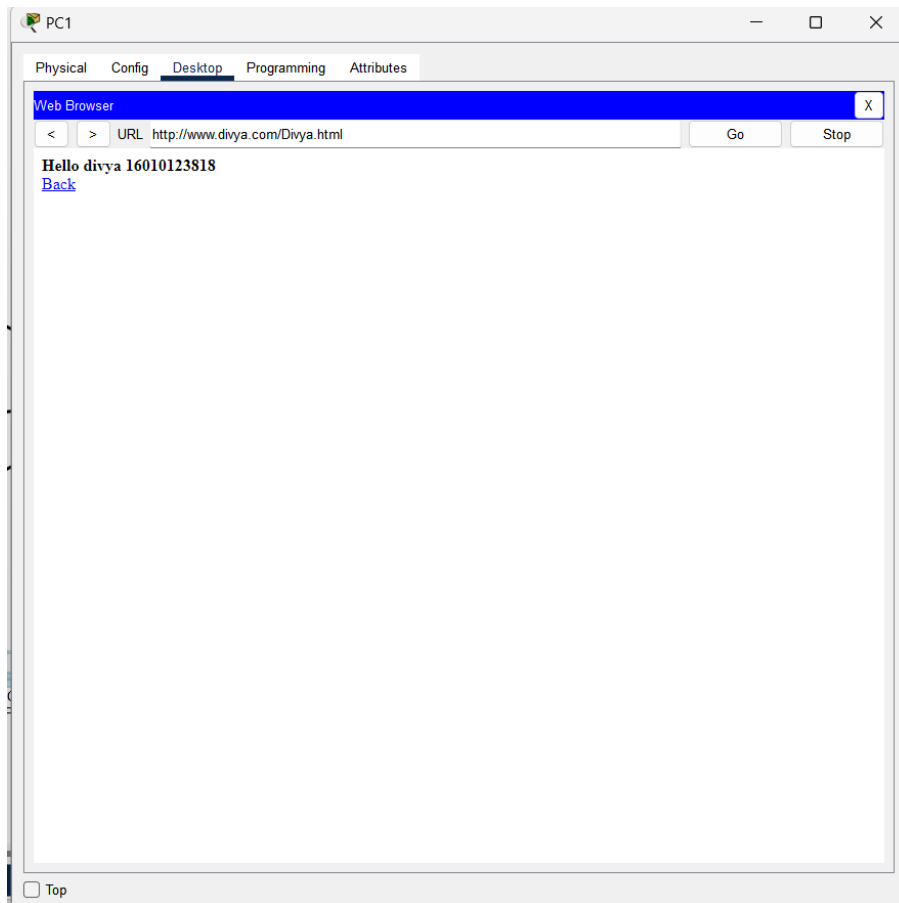 PC1
Physical Config Desktop Programming Attributes
Web Browser X
< > URL http://www.divya.com/Divya.html Go Stop
Hello divya 16010123818
Back
Top